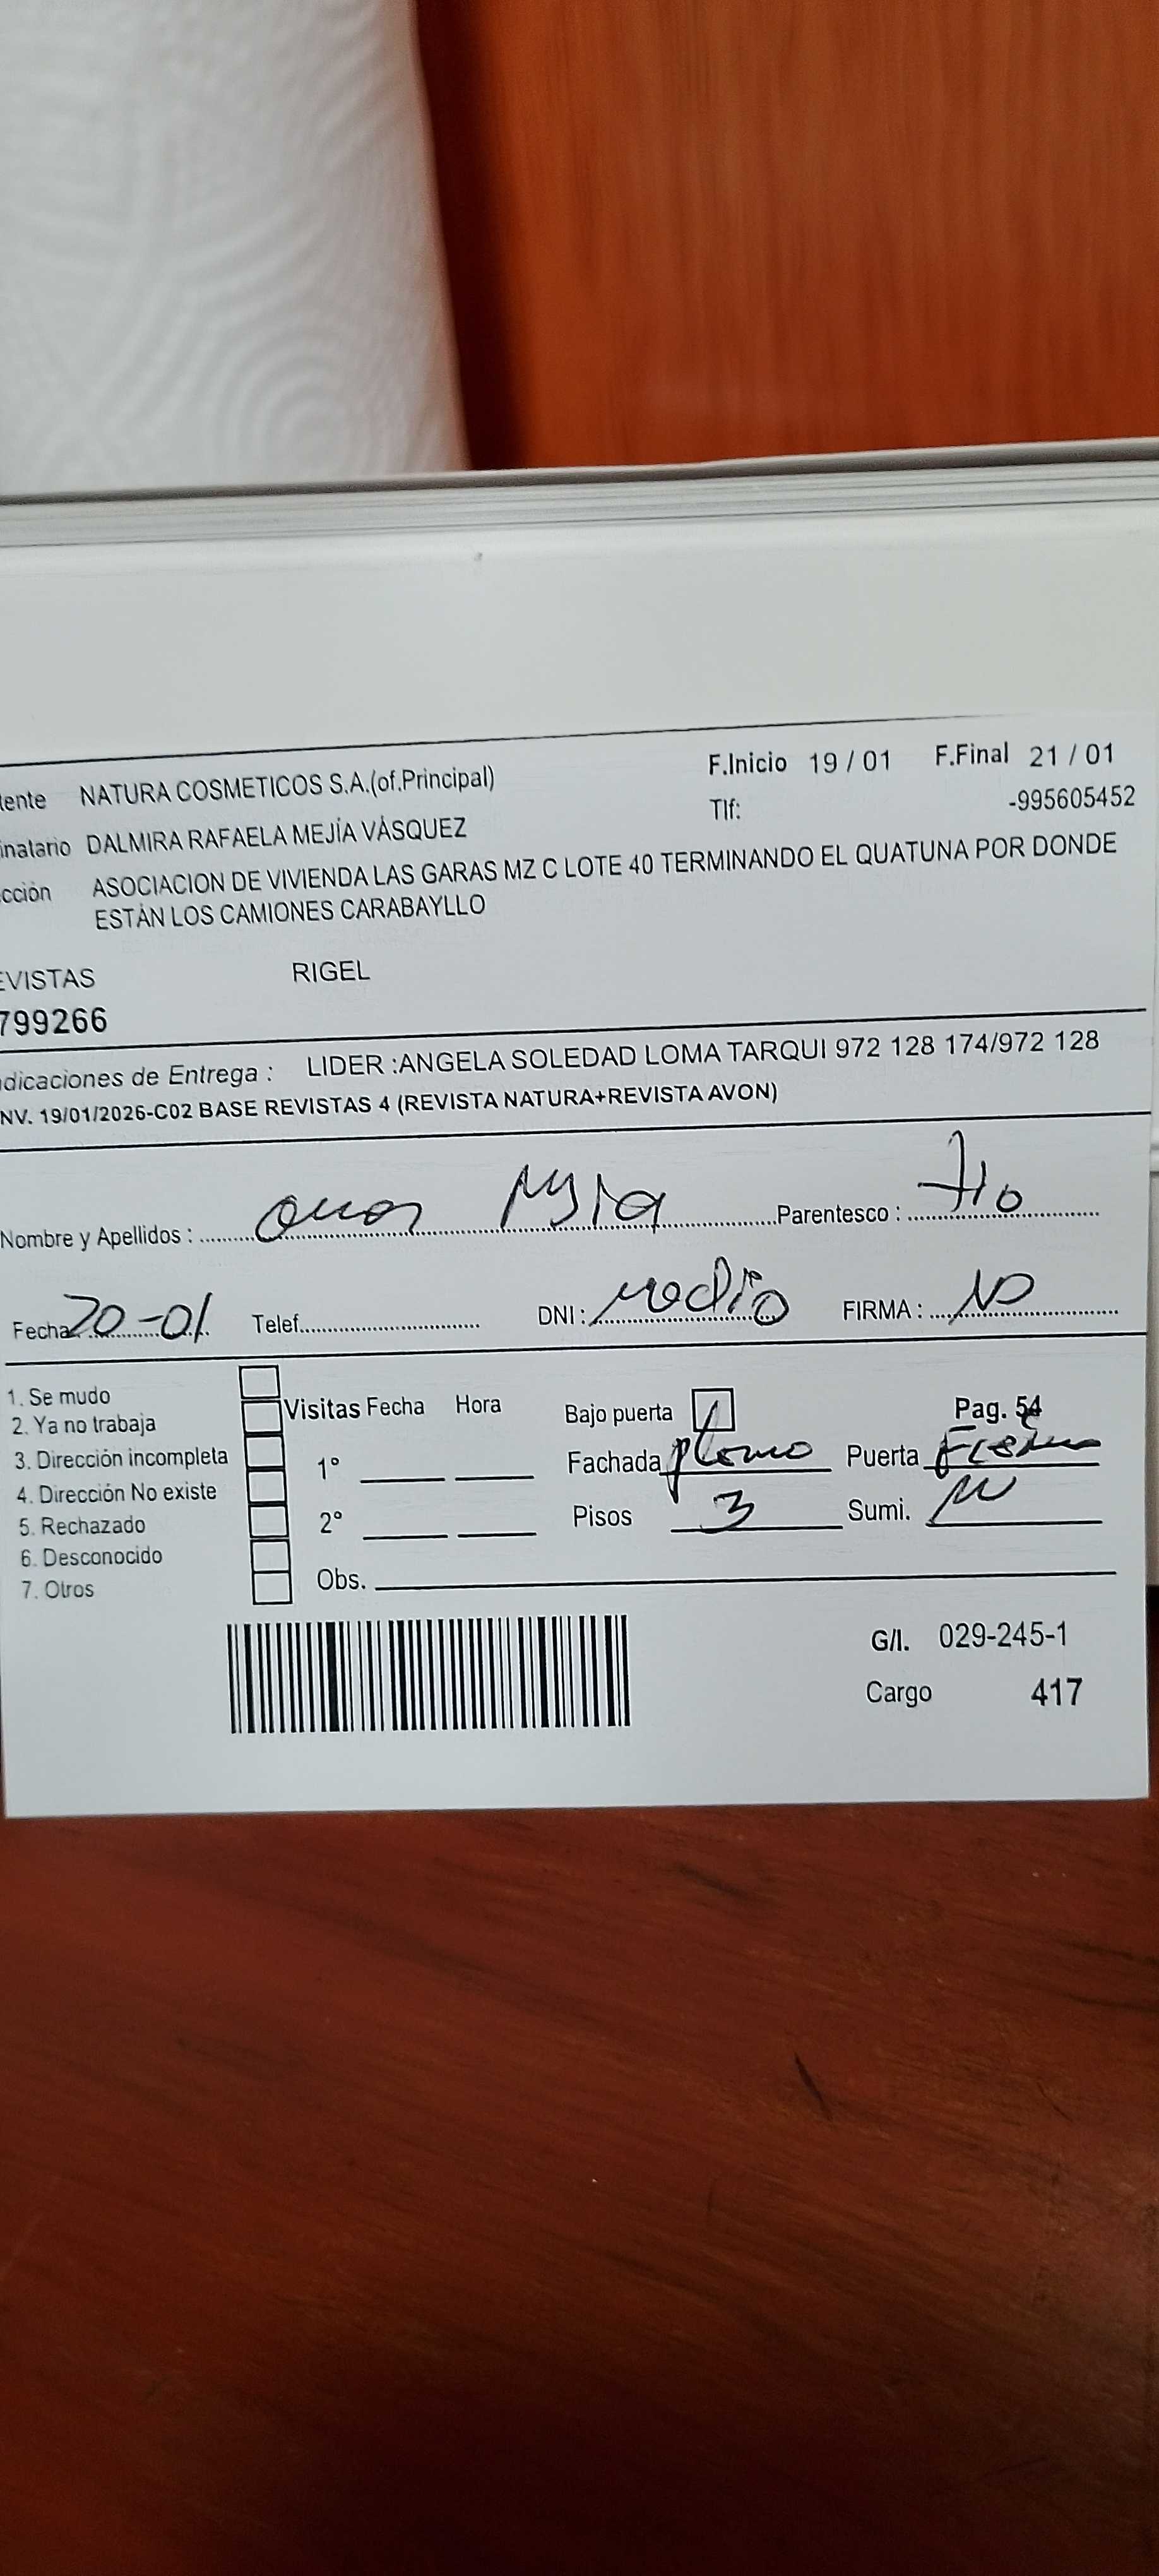 iente NATURA COSMETICOS S.A.(of.Principal) F.Inicio 19 / 01 F.Final 21 / 01
Tlf: -995605452
inatario DALMIRA RAFAELA MEJÍA VÁSQUEZ
cción ASOCIACION DE VIVIENDA LAS GARAS MZ C LOTE 40 TERMINANDO EL QUATUNA POR DONDE
ESTÁN LOS CAMIONES CARABAYLLO
EVISTAS RIGEL
799266
dicaciones de Entrega : LIDER :ANGELA SOLEDAD LOMA TARQUI 972 128 174/972 128
NV. 19/01/2026-C02 BASE REVISTAS 4 (REVISTA NATURA+REVISTA AVON)
Nombre y Apellidos : Parentesco :
Fecha 20-01 Telef. DNI : FIRMA :
1. Se mudo
2. Ya no trabaja
3. Dirección incompleta
4. Dirección No existe
5. Rechazado
6. Desconocido
7. Otros
Visitas Fecha Hora
1°
2°
Bajo puerta Pag. 54
Fachada plomo Puerta
Pisos 3 Sumi.
Obs.
G/I. 029-245-1
Cargo 417